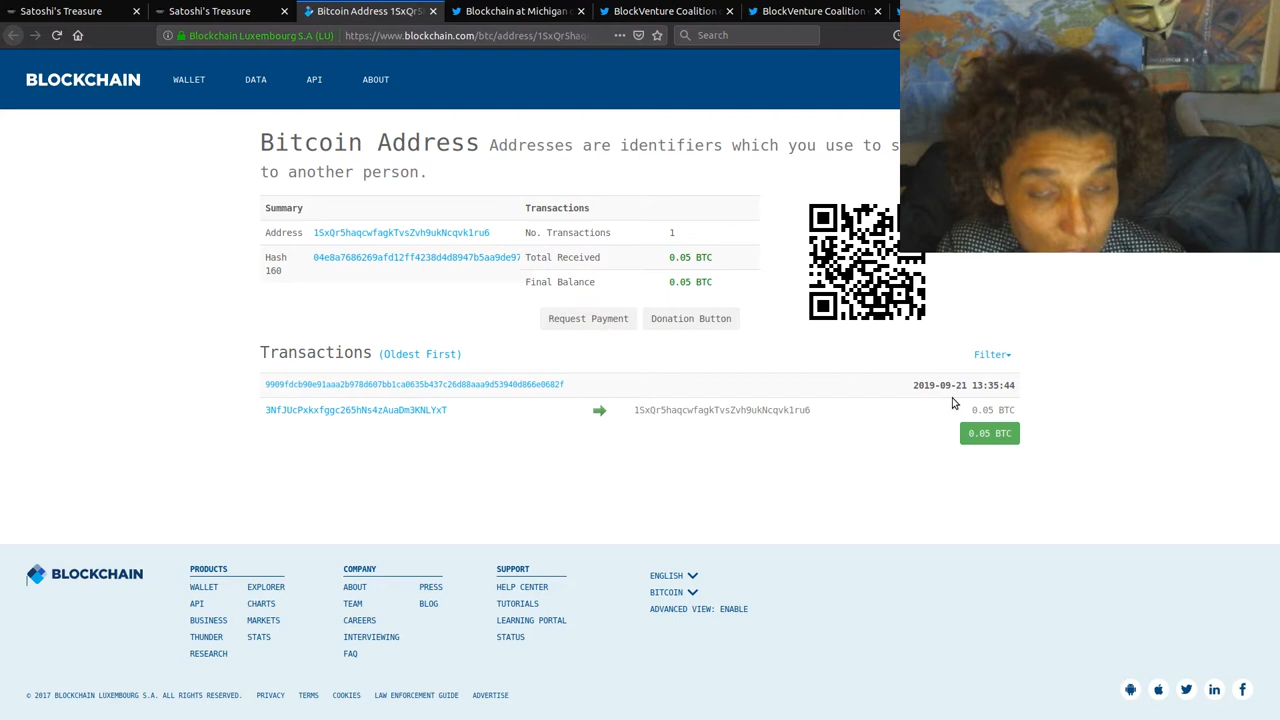 Satoshi's Treasure
Satoshi's Treasure
Bitcoin Address 1SxQr5
Blockchain at Michigan
BlockVenture Coalition
BlockVenture Coalition
Blockchain Luxembourg S.A (LU)
https://www.blockchain.com/btc/address/1SxQr5haq
Search
BLOCKCHAIN
WALLET
DATA
API
ABOUT
Bitcoin Address Addresses are identifiers which you use to s
to another person.
Summary
Transactions
Address 1SxQr5haqcwfagkTvsZvh9ukNcqvk1ru6
No. Transactions 1
Hash 160 04e8a7686269afd12ff4238d4d8947b5aa9de97
Total Received 0.05 BTC
Final Balance 0.05 BTC
Request Payment
Donation Button
Transactions (Oldest First)
Filter
9909fdcb90e91aaa2b978d607bb1ca0635b437c26d88aaa9d53940d866e0682f
2019-09-21 13:35:44
3NfJUcPxkxfggc265hNs4zAuaDm3KNLYxT
1SxQr5haqcwfagkTvsZvh9ukNcqvk1ru6
0.05 BTC
0.05 BTC
BLOCKCHAIN
PRODUCTS
WALLET EXPLORER
API CHARTS
BUSINESS MARKETS
THUNDER STATS
RESEARCH
COMPANY
ABOUT PRESS
TEAM BLOG
CAREERS
INTERVIEWING
FAQ
SUPPORT
HELP CENTER
TUTORIALS
LEARNING PORTAL
STATUS
ENGLISH
BITCOIN
ADVANCED VIEW: ENABLE
© 2017 BLOCKCHAIN LUXEMBOURG S.A. ALL RIGHTS RESERVED.
PRIVACY
TERMS
COOKIES
LAW ENFORCEMENT GUIDE
ADVERTISE